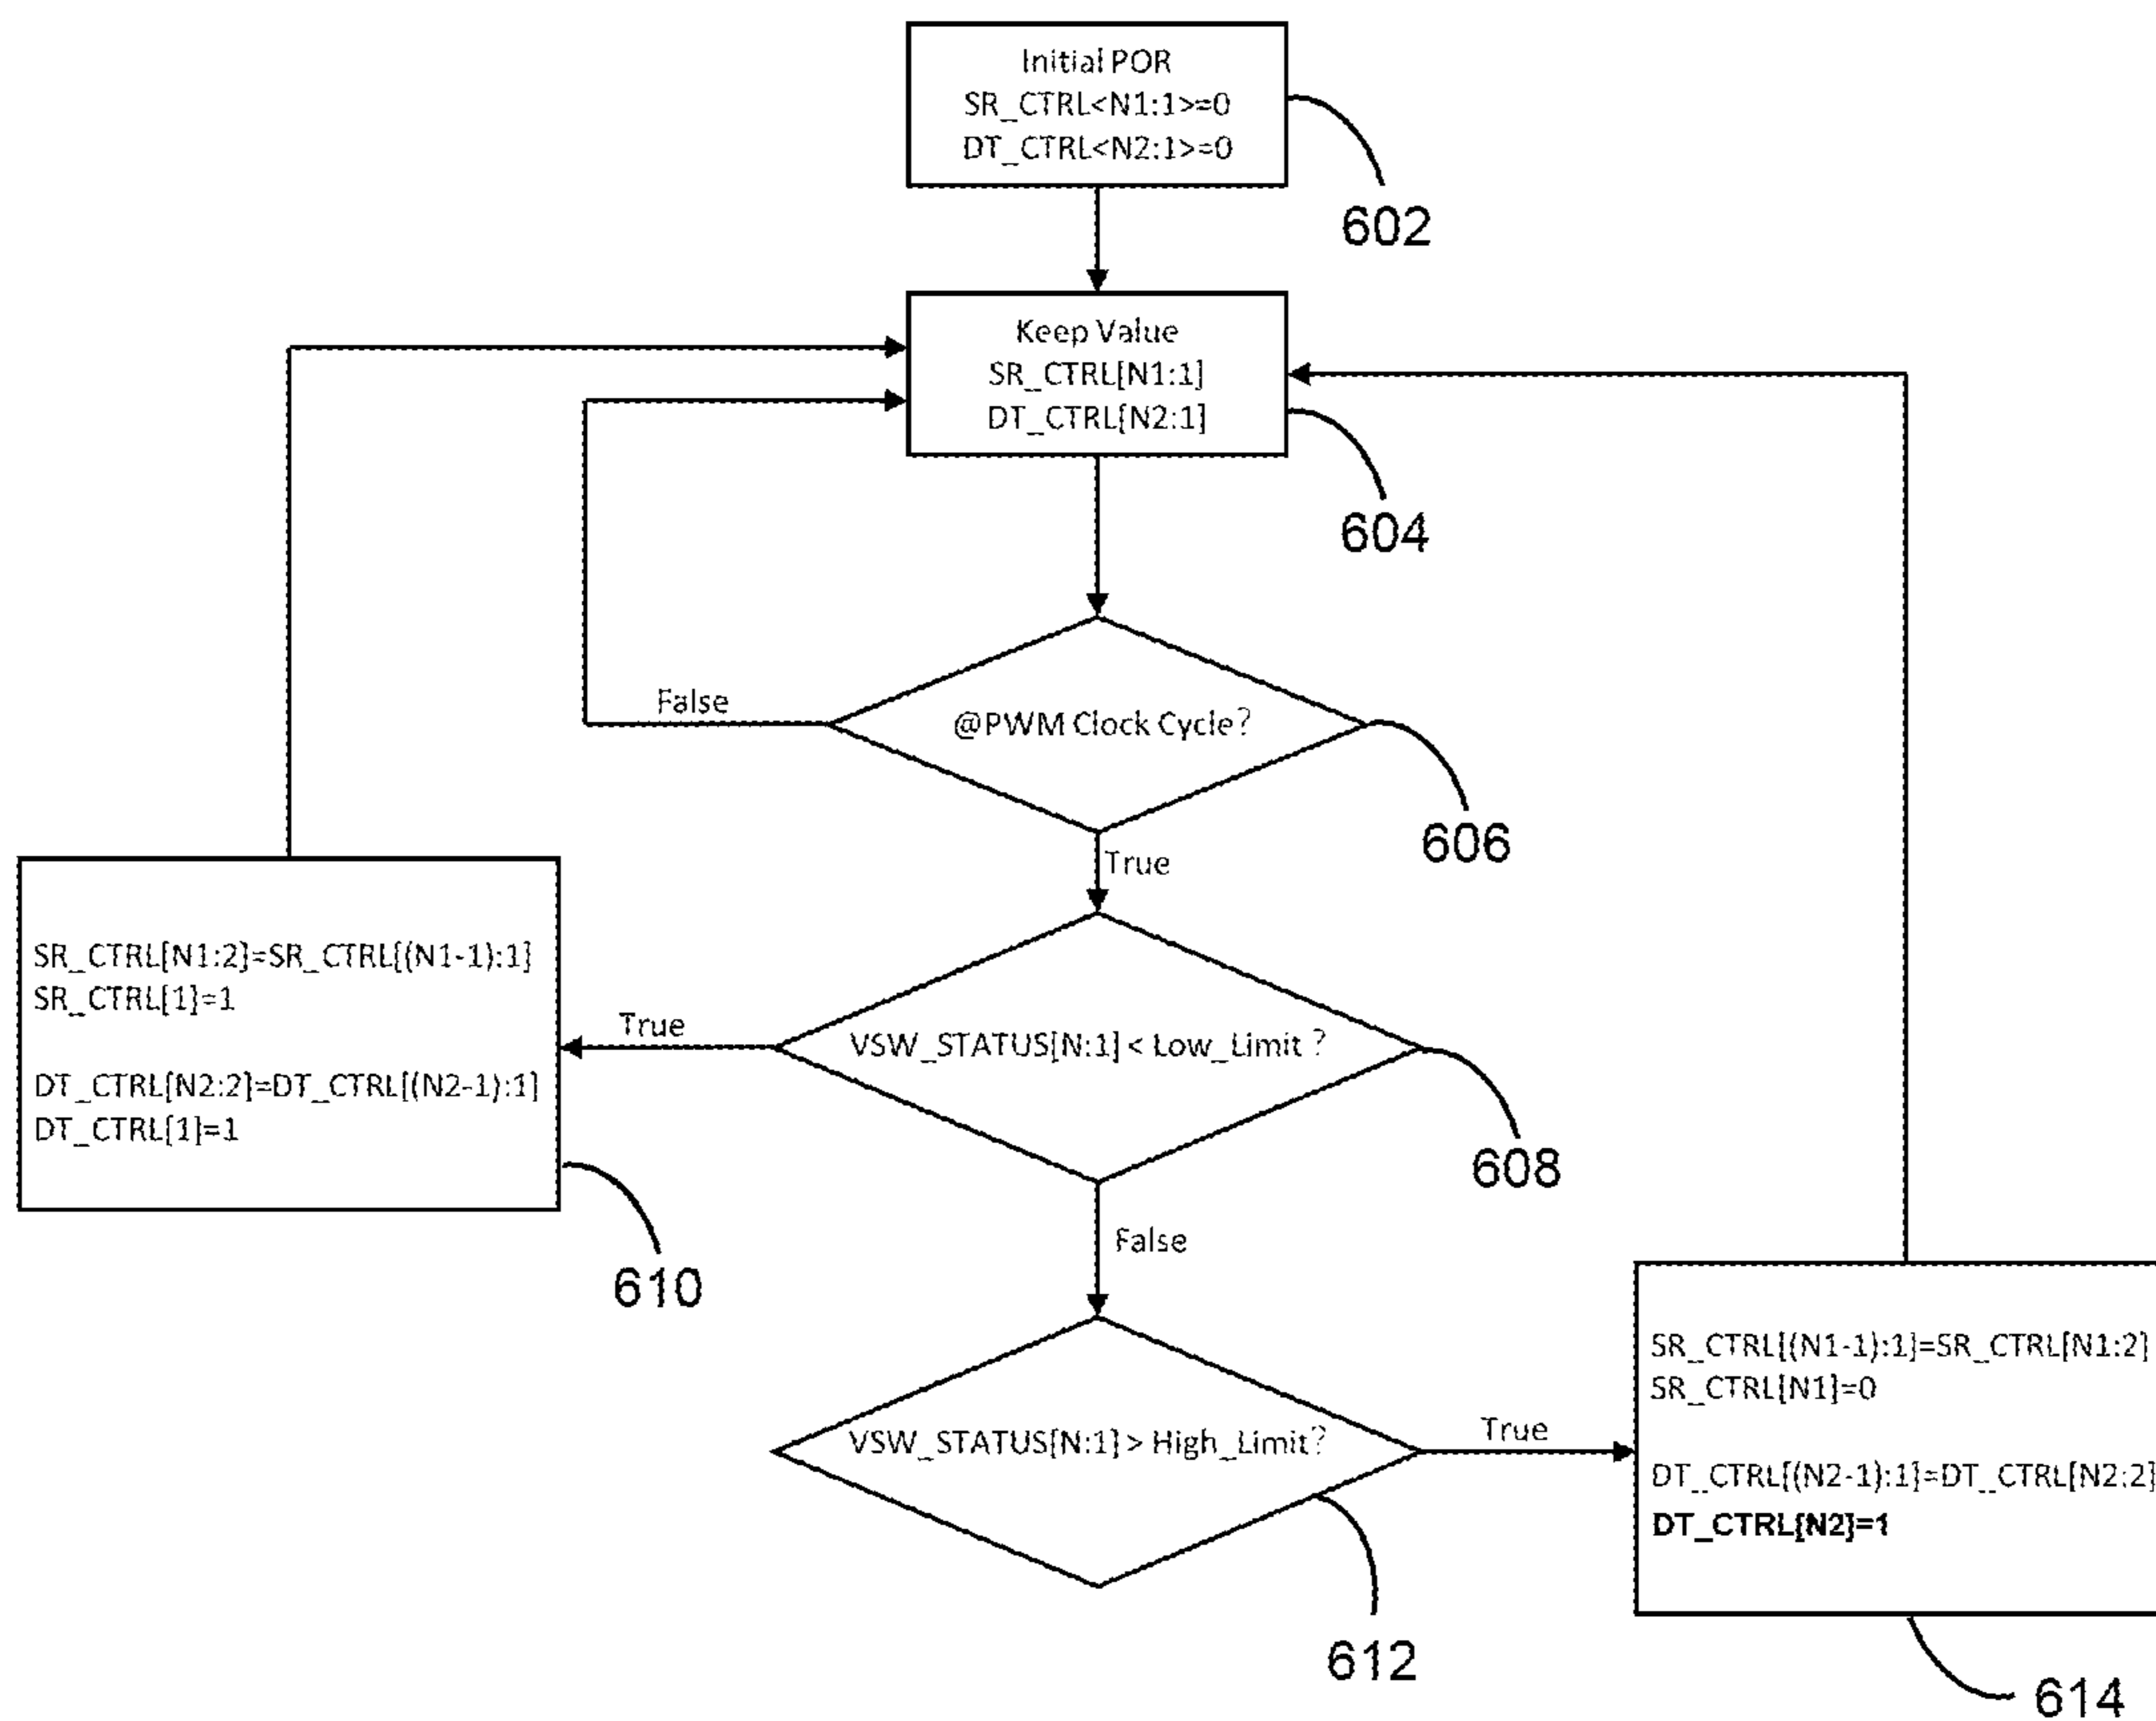 Initial POR
SR_CTRL<N1:1>=0
DT_CTRL<N2:1>=0
602
Keep Value
SR_CTRL[N1:1]
DT_CTRL[N2:1]
604
False
@PWM Clock Cycle?
606
True
SR_CTRL[N1:2]=SR_CTRL[(N1-1):1]
SR_CTRL[1]=1
DT_CTRL[N2:2]=DT_CTRL[(N2-1):1]
DT_CTRL[1]=1
610
True
VSW_STATUS[N:1] < Low_Limit ?
608
False
VSW_STATUS[N:1] > High_Limit?
612
True
SR_CTRL[(N1-1):1]=SR_CTRL[N1:2]
SR_CTRL[N1]=0
DT_CTRL[(N2-1):1]=DT_CTRL[N2:2]
DT_CTRL[N2]=1
614